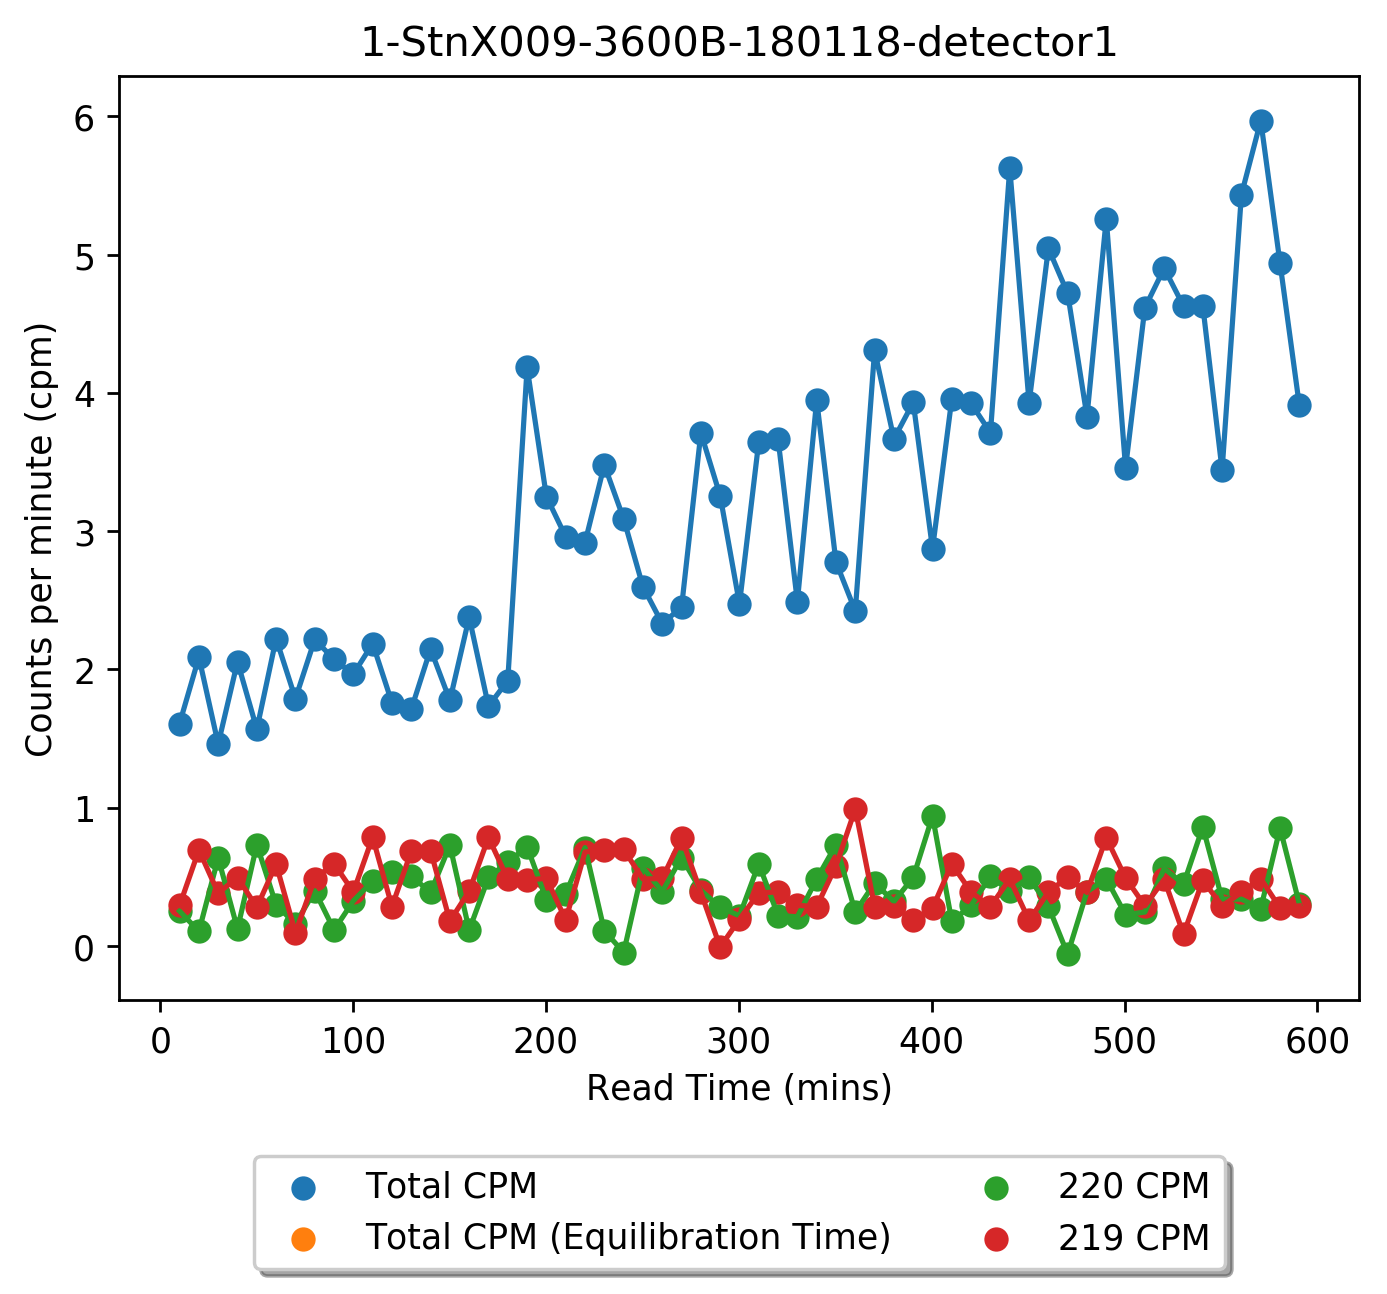 1-StnX009-3600B-180118-detector1
6
5
4
3
2
1
0
Counts per minute (cpm)
0 100 200 300 400 500 600
Read Time (mins)
Total CPM
Total CPM (Equilibration Time)
220 CPM
219 CPM